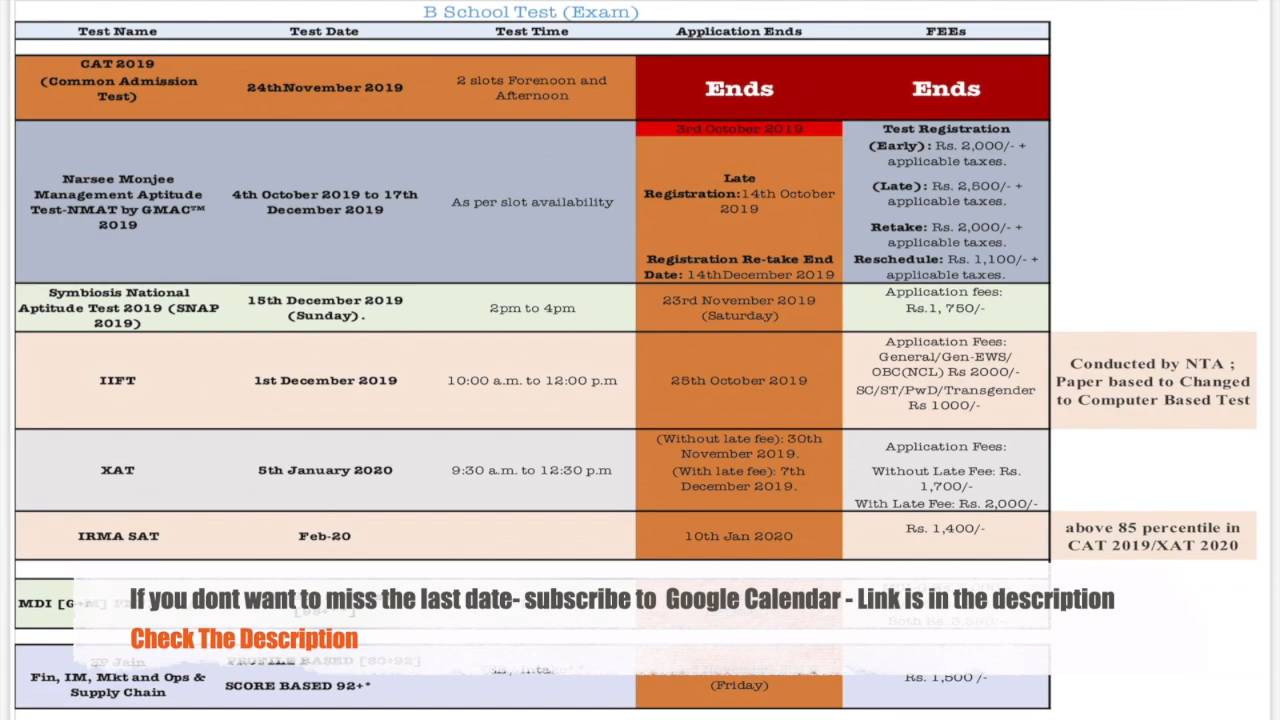 B School Test (Exam)
Test Name Test Date Test Time Application Ends FEEs
CAT 2019
(Common Admission
Test)
24thNovember 2019
2 slots Forenoon and
Afternoon
Ends
Ends
Narsee Monjee
Management Aptitude
Test-NMAT by GMAC™
2019
4th October 2019 to 17th
December 2019
As per slot availability
3rd October 2019
Late
Registration:14th October
2019
Registration Re-take End
Date: 14thDecember 2019
Test Registration
(Early): Rs. 2,000/- +
applicable taxes.
(Late): Rs. 2,500/- +
applicable taxes.
Retake: Rs. 2,000/- +
applicable taxes.
Reschedule: Rs. 1,100/- +
applicable taxes.
Symbiosis National
Aptitude Test 2019 (SNAP
2019)
15th December 2019
(Sunday).
2pm to 4pm
23rd November 2019
(Saturday)
Application fees:
Rs.1, 750/-
IIFT
1st December 2019
10:00 a.m. to 12:00 p.m
25th October 2019
Application Fees:
General/Gen-EWS/
OBC(NCL) Rs 2000/-
SC/ST/PwD/Transgender
Rs 1000/-
Conducted by NTA ;
Paper based to Changed
to Computer Based Test
XAT
5th January 2020
9:30 a.m. to 12:30 p.m
(Without late fee): 30th
November 2019.
(With late fee): 7th
December 2019.
Application Fees:
Without Late Fee: Rs.
1,700/-
With Late Fee: Rs. 2,000/-
IRMA SAT
Feb-20
10th Jan 2020
Rs. 1,400/-
above 85 percentile in
CAT 2019/XAT 2020
MDI
If you dont want to miss the last date- subscribe to Google Calendar - Link is in the description
Check The Description
SP Jain
Fin, IM, Mkt and Ops &
Supply Chain
PROFILE BASED [80+92]
SCORE BASED 92+*
(Friday)
Rs. 1,500 /-